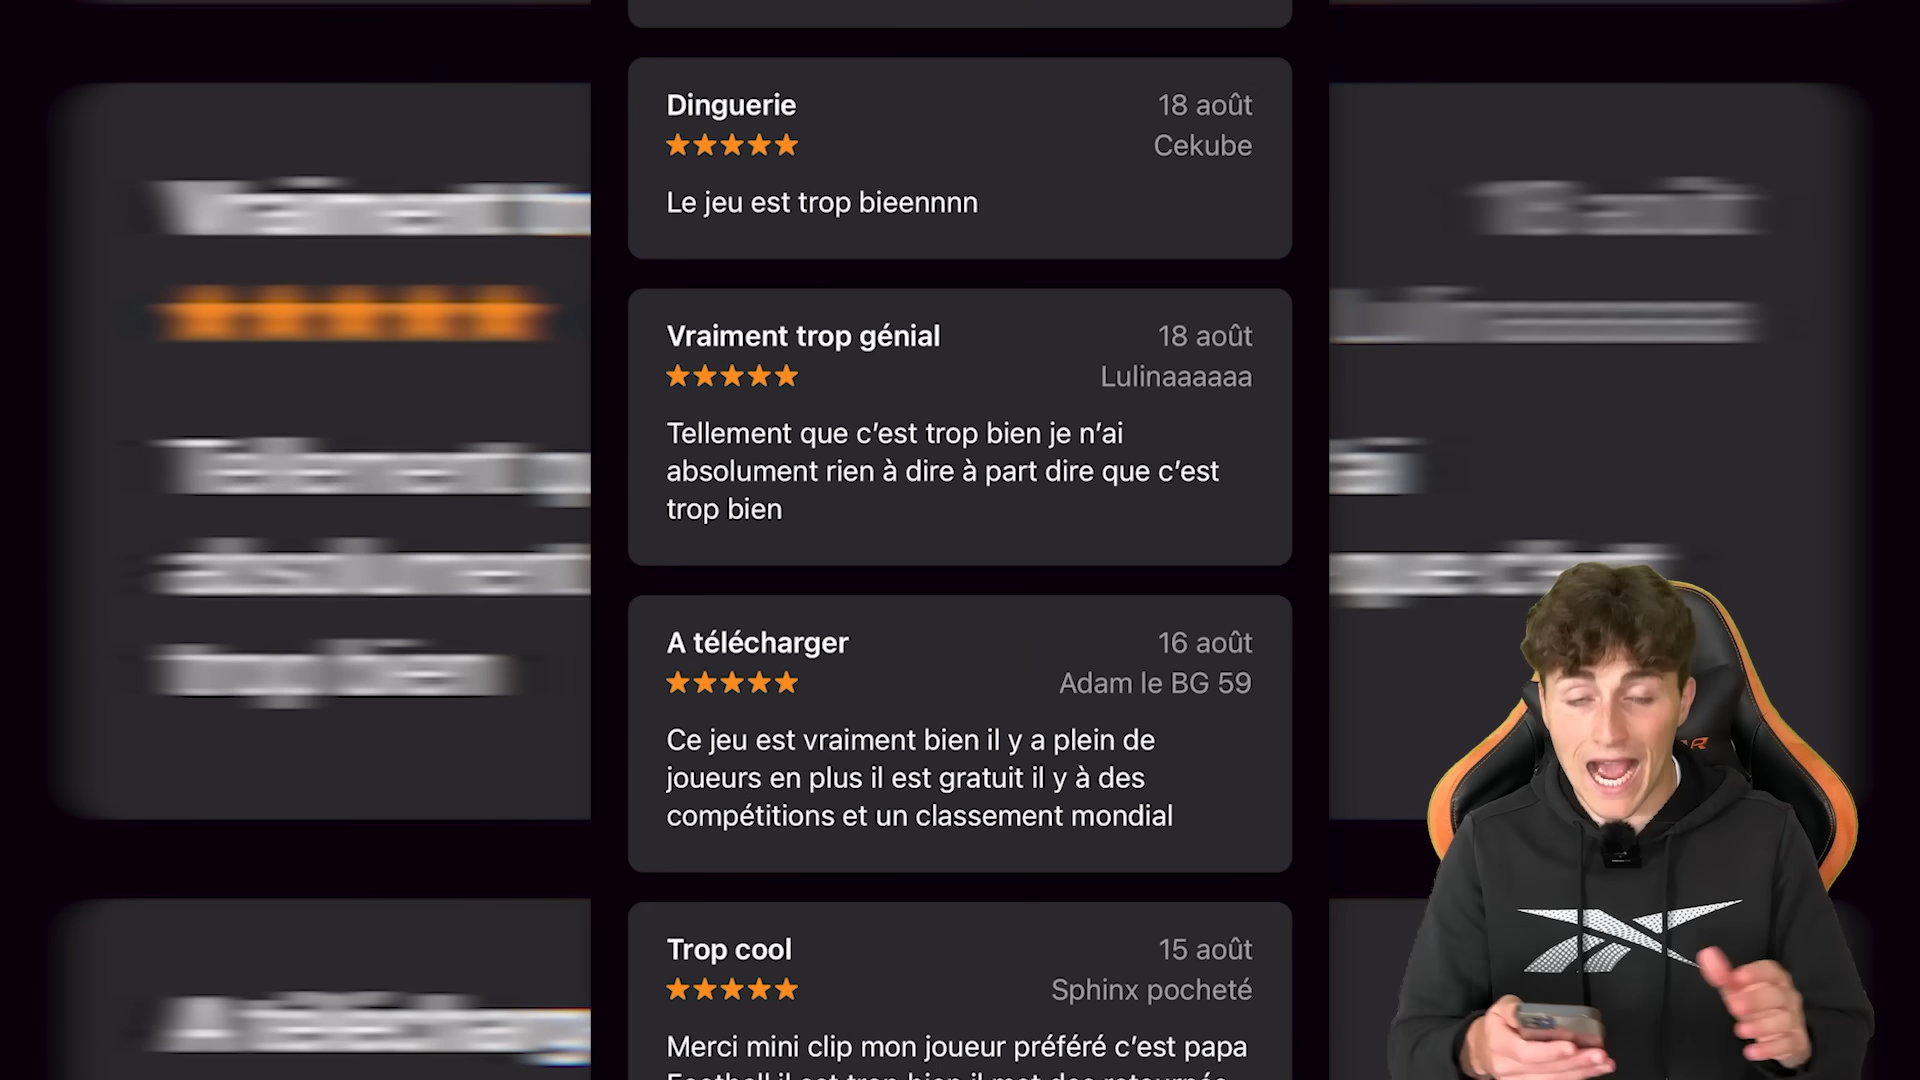 Dinguerie
18 août
Cekube
Le jeu est trop bieennnn
Vraiment trop génial
18 août
Lulinaaaaaa
Tellement que c’est trop bien je n’ai
absolument rien à dire à part dire que c’est
trop bien
A télécharger
16 août
Adam le BG 59
Ce jeu est vraiment bien il y a plein de
joueurs en plus il est gratuit il y à des
compétitions et un classement mondial
Trop cool
15 août
Sphinx pocheté
Merci mini clip mon joueur préféré c’est papa